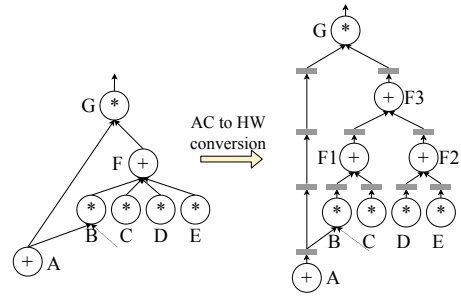 G *
G *
+ F3
AC to HW
conversion
F +
F1 + + F2
* * * *
B C D E
* * * *
B C D E
+ A
+ A